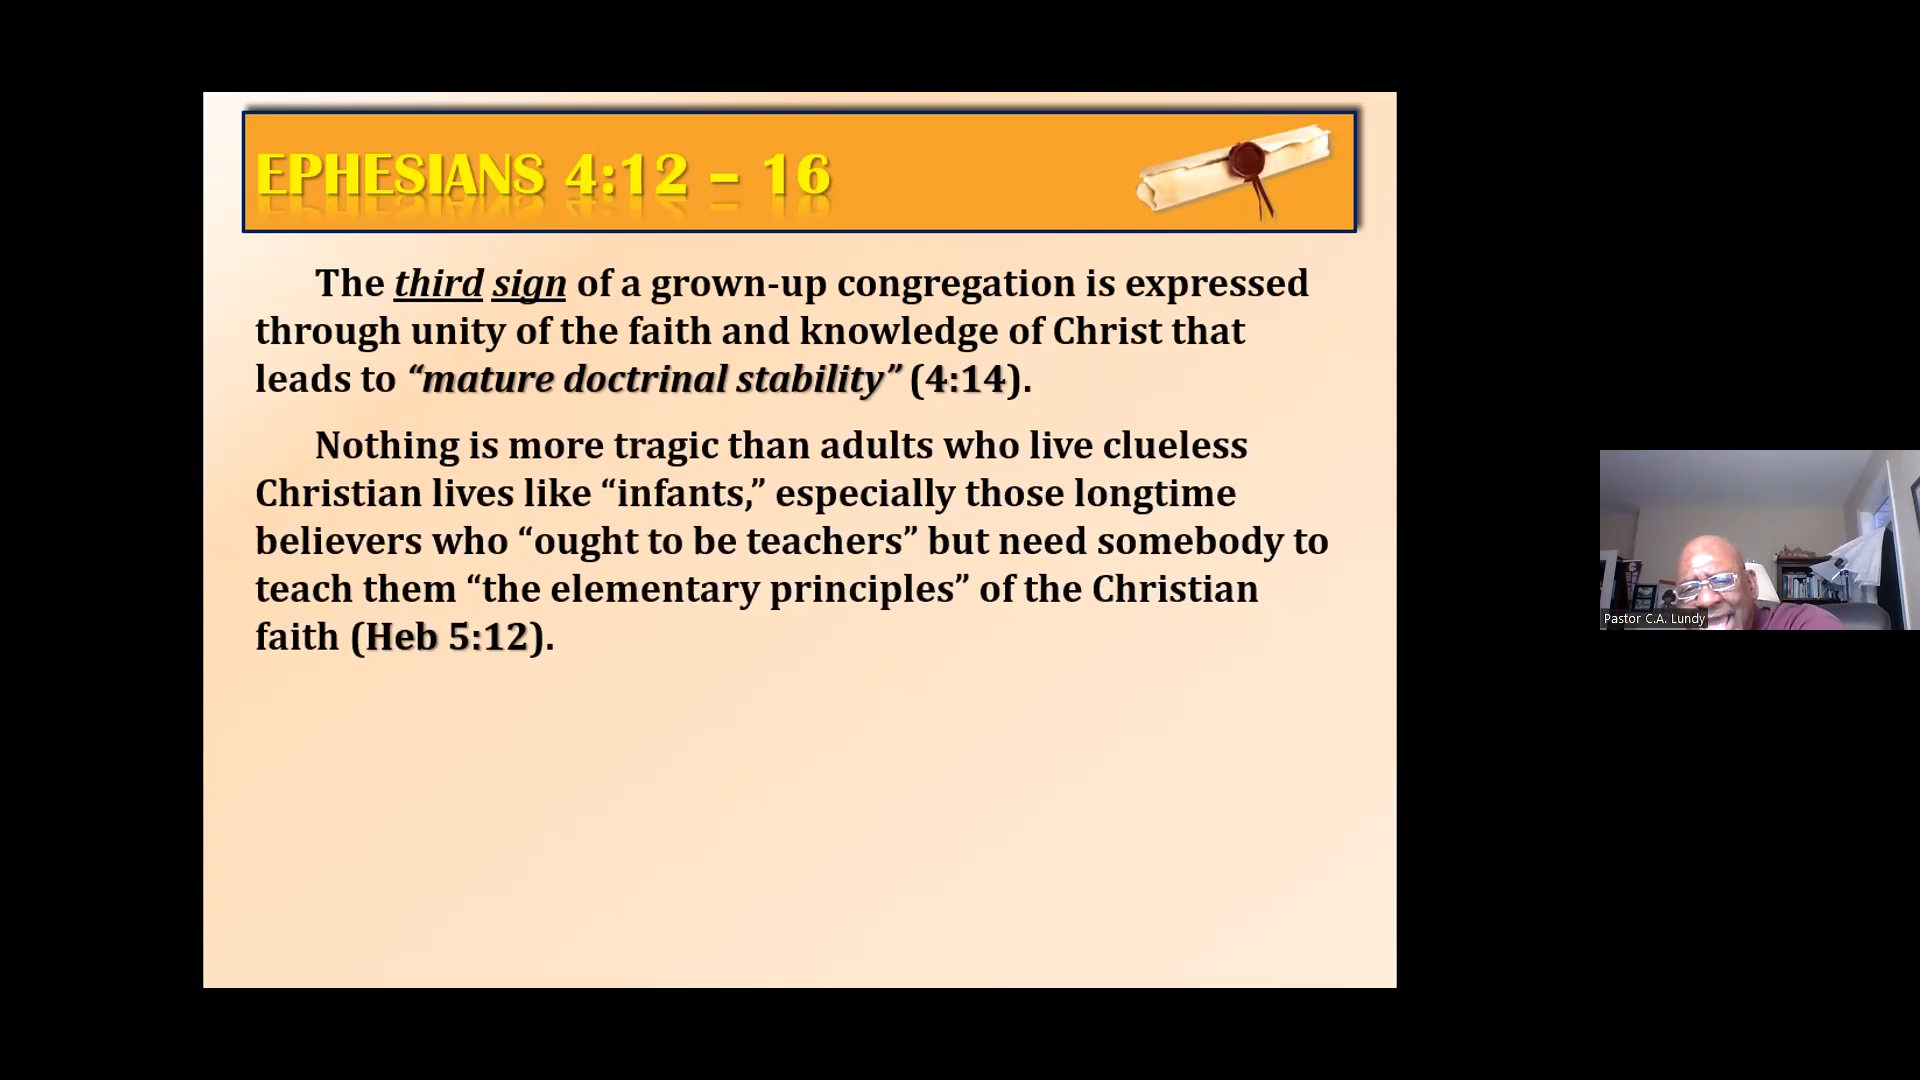 EPHESIANS 4:12 – 16
The third sign of a grown-up congregation is expressed
through unity of the faith and knowledge of Christ that
leads to “mature doctrinal stability” (4:14).
Nothing is more tragic than adults who live clueless
Christian lives like “infants,” especially those longtime
believers who “ought to be teachers” but need somebody to
teach them “the elementary principles” of the Christian
faith (Heb 5:12).
Pastor C.A. Lundy